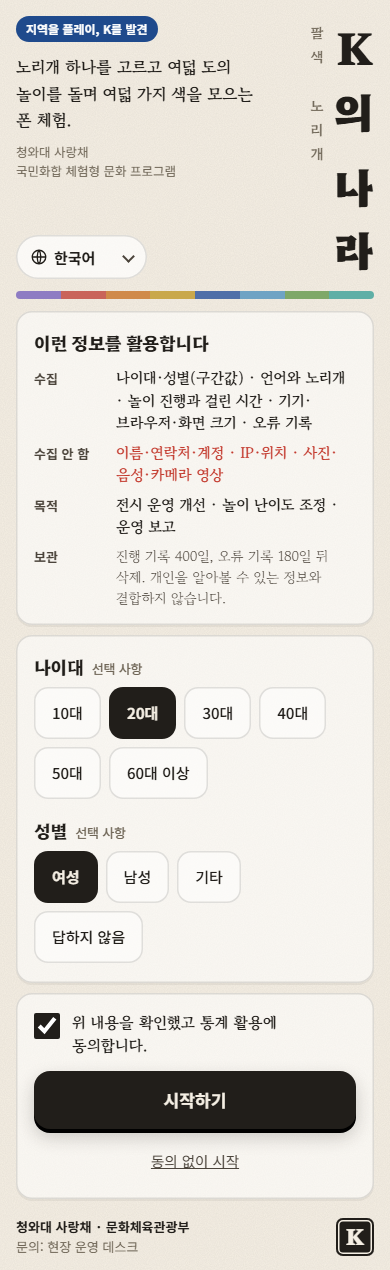 지역을 플레이, K를 발견
노리개 하나를 고르고 여덟 도의
놀이를 돌며 여덟 가지 색을 모으는
폰 체험.
청와대 사랑채
국민화합 체험형 문화 프로그램
K의 나라
팔색 노리개
한국어
이런 정보를 활용합니다
수집
나이대·성별(구간값) · 언어와 노리개
· 놀이 진행과 걸린 시간 · 기기·
브라우저·화면 크기 · 오류 기록
수집 안 함
이름·연락처·계정 · IP·위치 · 사진·
음성·카메라 영상
목적
전시 운영 개선 · 놀이 난이도 조정 ·
운영 보고
보관
진행 기록 400일, 오류 기록 180일 뒤
삭제. 개인을 알아볼 수 있는 정보와
결합하지 않습니다.
나이대 선택 사항
10대 20대 30대 40대
50대 60대 이상
성별 선택 사항
여성 남성 기타
답하지 않음
위 내용을 확인했고 통계 활용에
동의합니다.
시작하기
동의 없이 시작
청와대 사랑채 · 문화체육관광부
문의: 현장 운영 데스크
K